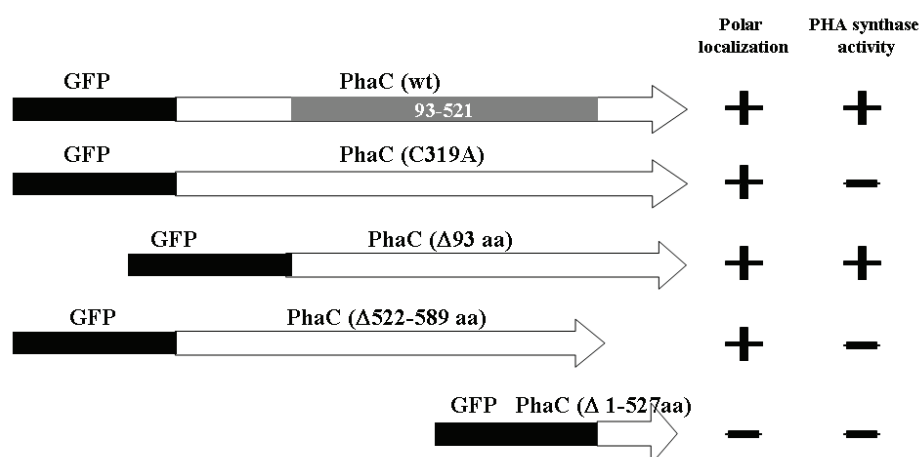 Polar localization
PHA synthase activity
GFP
PhaC (wt)
93-521
GFP
PhaC (C319A)
GFP
PhaC (Δ93 aa)
GFP
PhaC (Δ522-589 aa)
GFP
PhaC (Δ 1-527aa)